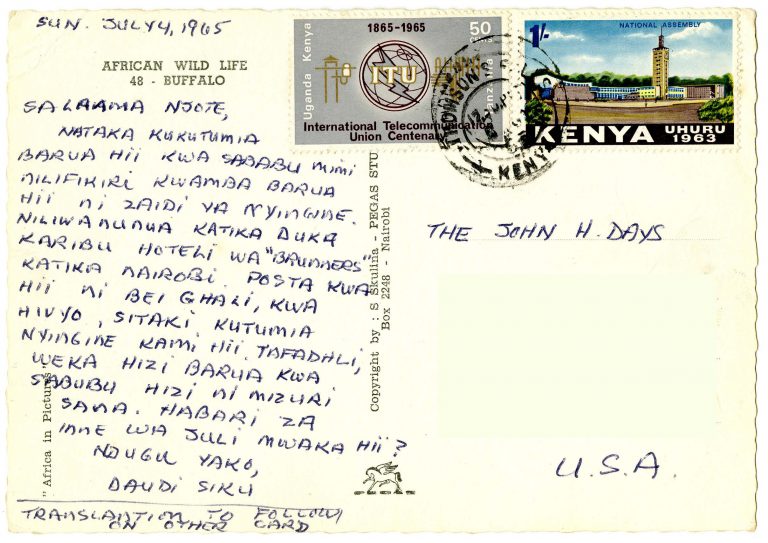 SUN. JULY 4, 1965
AFRICAN WILD LIFE
48 - BUFFALO
SALAAMA NJOTE,
NATAKA KUKUTUMIA
BARUA HII KWA SABABU MIMI
NILIFIKIRI KWAMBA BARUA
HII NI ZAIDI YA NYINGINE.
NILIWANUNUA KATIKA DUKA
KARIBU HOTELI WA "BRUNNERS"
KATIKA NAIROBI. POSTA KWA
HII NI BEI GHALI, KWA
HIVYO, SITAKI KUTUMIA
NYINGINE KAMI HII. TAFADHLI,
WEKA HIZI BARUA KWA
SABUBU HIZI NI MIZURI
SANA. HABARI ZA
INNE WA JULI MWAKA HII?
NDUGU YAKO,
DAUDI SIKU
TRANSLANTION TO FOLLOW
ON OTHER CARD
"Africa in Pictures"
Copyright by : S Skulina - PEGAS STU
Box 2248 - Nairobi
1865-1965
50
Uganda Kenya
ITU
International Telecommunication
Union Centenary
1/-
NATIONAL ASSEMBLY
KENYA UHURU
1963
KENYA
THE JOHN H. DAYS
U.S.A.